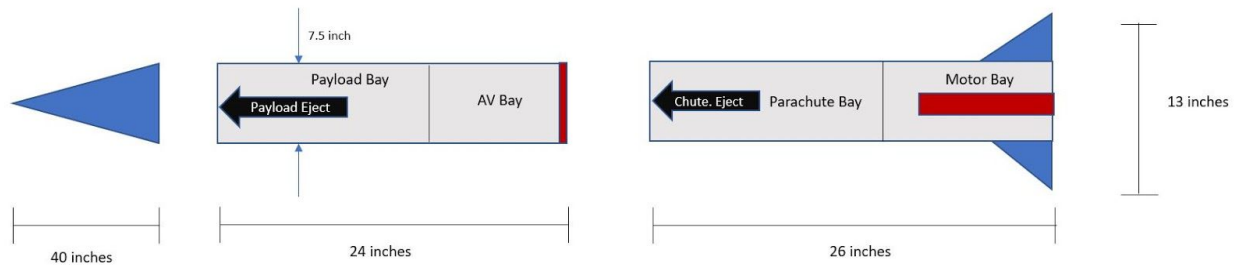 7.5 inch
Payload Bay
Payload Eject
AV Bay
Chute. Eject
Parachute Bay
Motor Bay
13 inches
40 inches
24 inches
26 inches